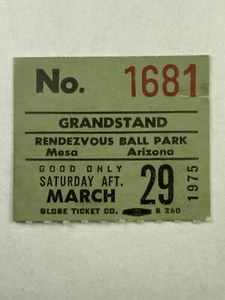 No. 1681
GRANDSTAND
RENDEZVOUS BALL PARK
Mesa Arizona
GOOD ONLY
SATURDAY AFT.
MARCH 29
1975
GLOBE TICKET CO. B 260